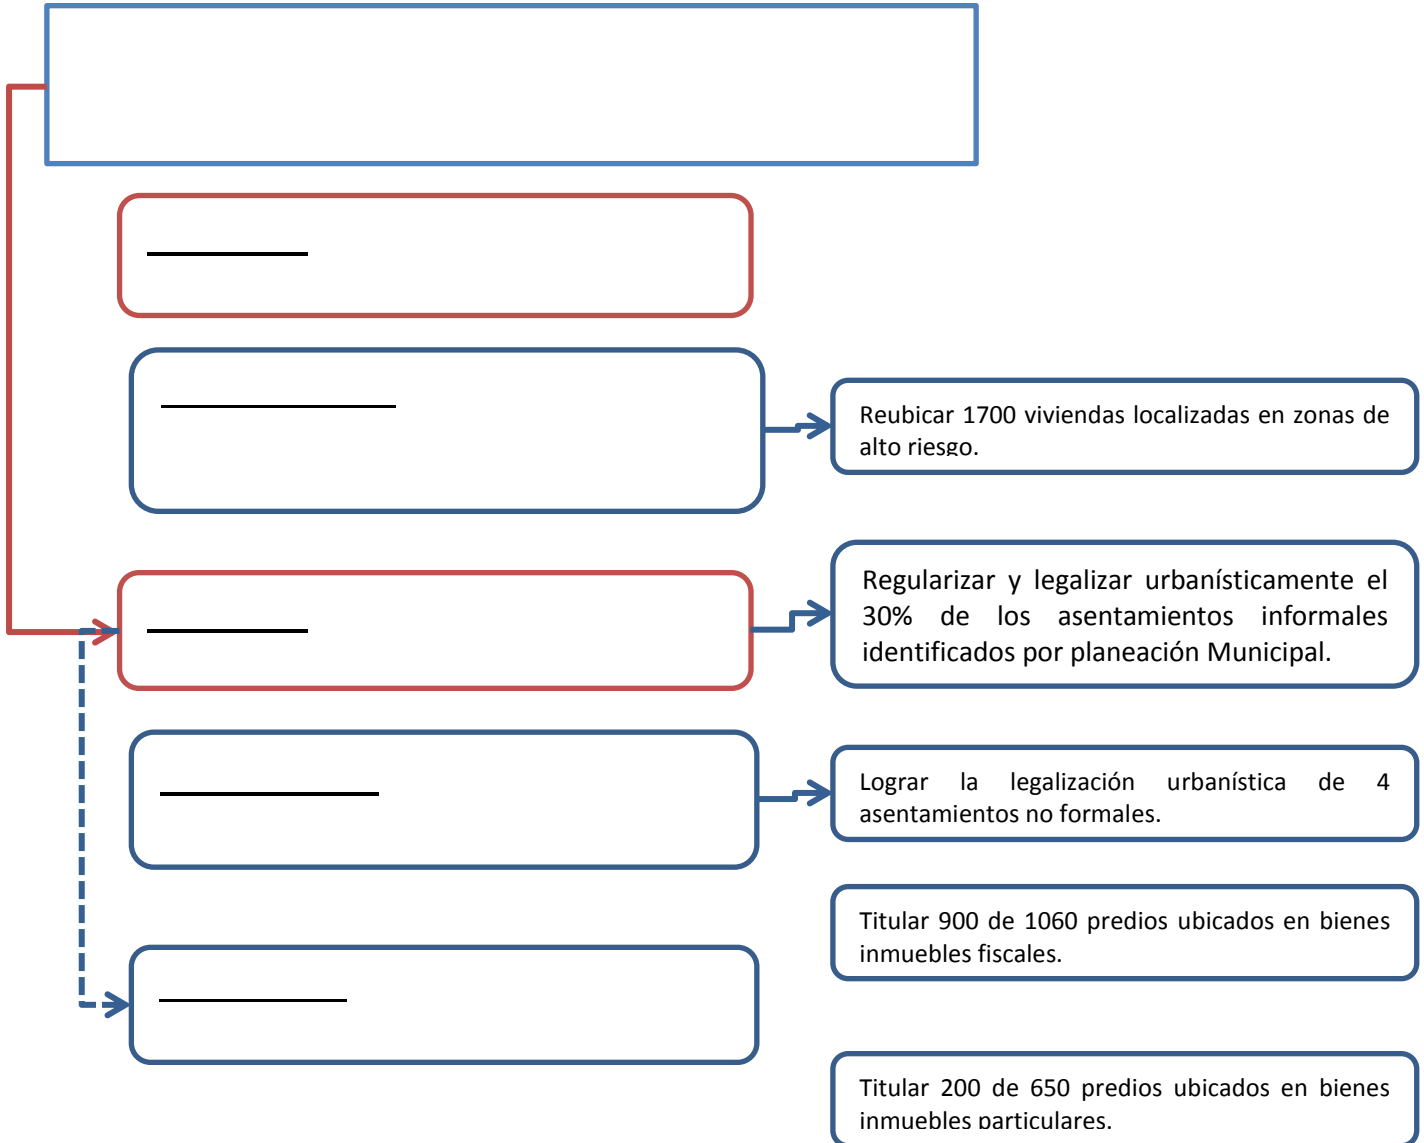 Reubicar 1700 viviendas localizadas en zonas de
alto riesgo.
Regularizar y legalizar urbanísticamente el
30% de los asentamientos informales
identificados por planeación Municipal.
Lograr la legalización urbanística de 4
asentamientos no formales.
Titular 900 de 1060 predios ubicados en bienes
inmuebles fiscales.
Titular 200 de 650 predios ubicados en bienes
inmuebles particulares.